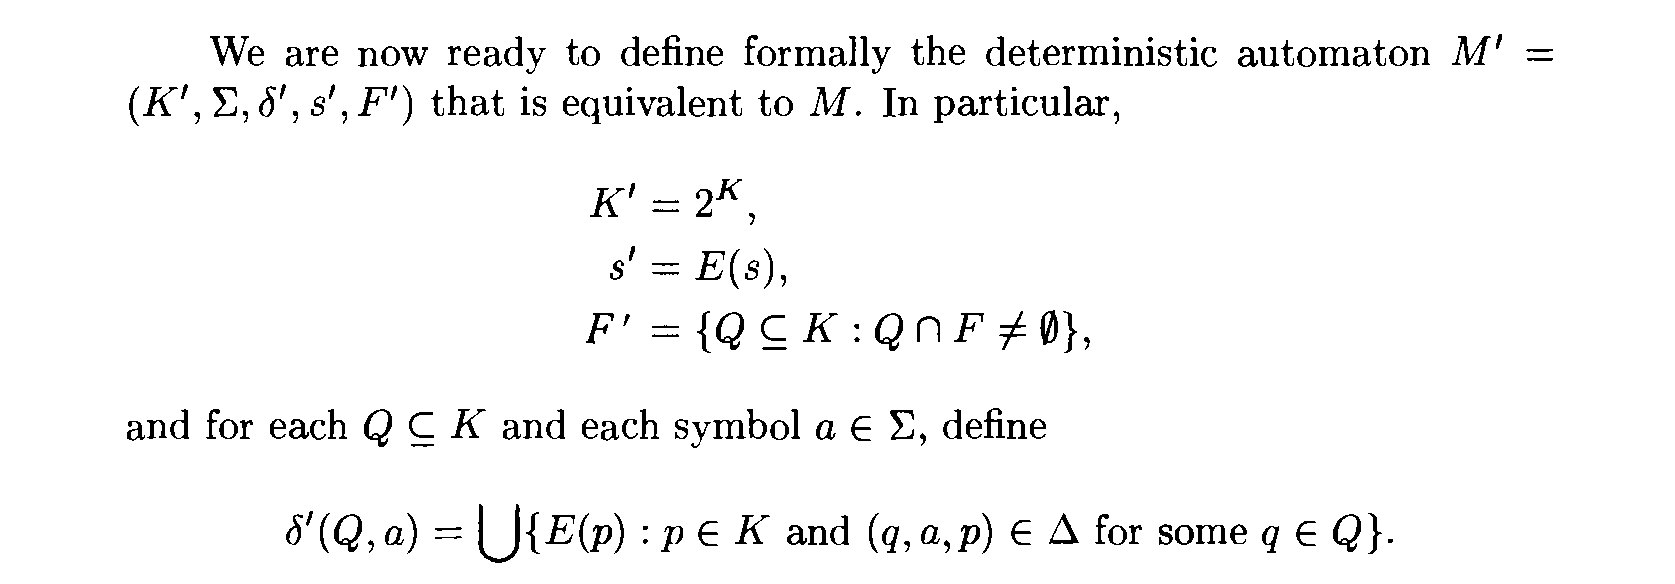 We are now ready to define formally the deterministic automaton M′ =
(K′, Σ, δ′, s′, F′) that is equivalent to M. In particular,
K′ = 2^K,
s′ = E(s),
F′ = {Q ⊆ K : Q ∩ F ≠ ∅},
and for each Q ⊆ K and each symbol a ∈ Σ, define
δ′(Q, a) = ⋃{E(p) : p ∈ K and (q, a, p) ∈ Δ for some q ∈ Q}.